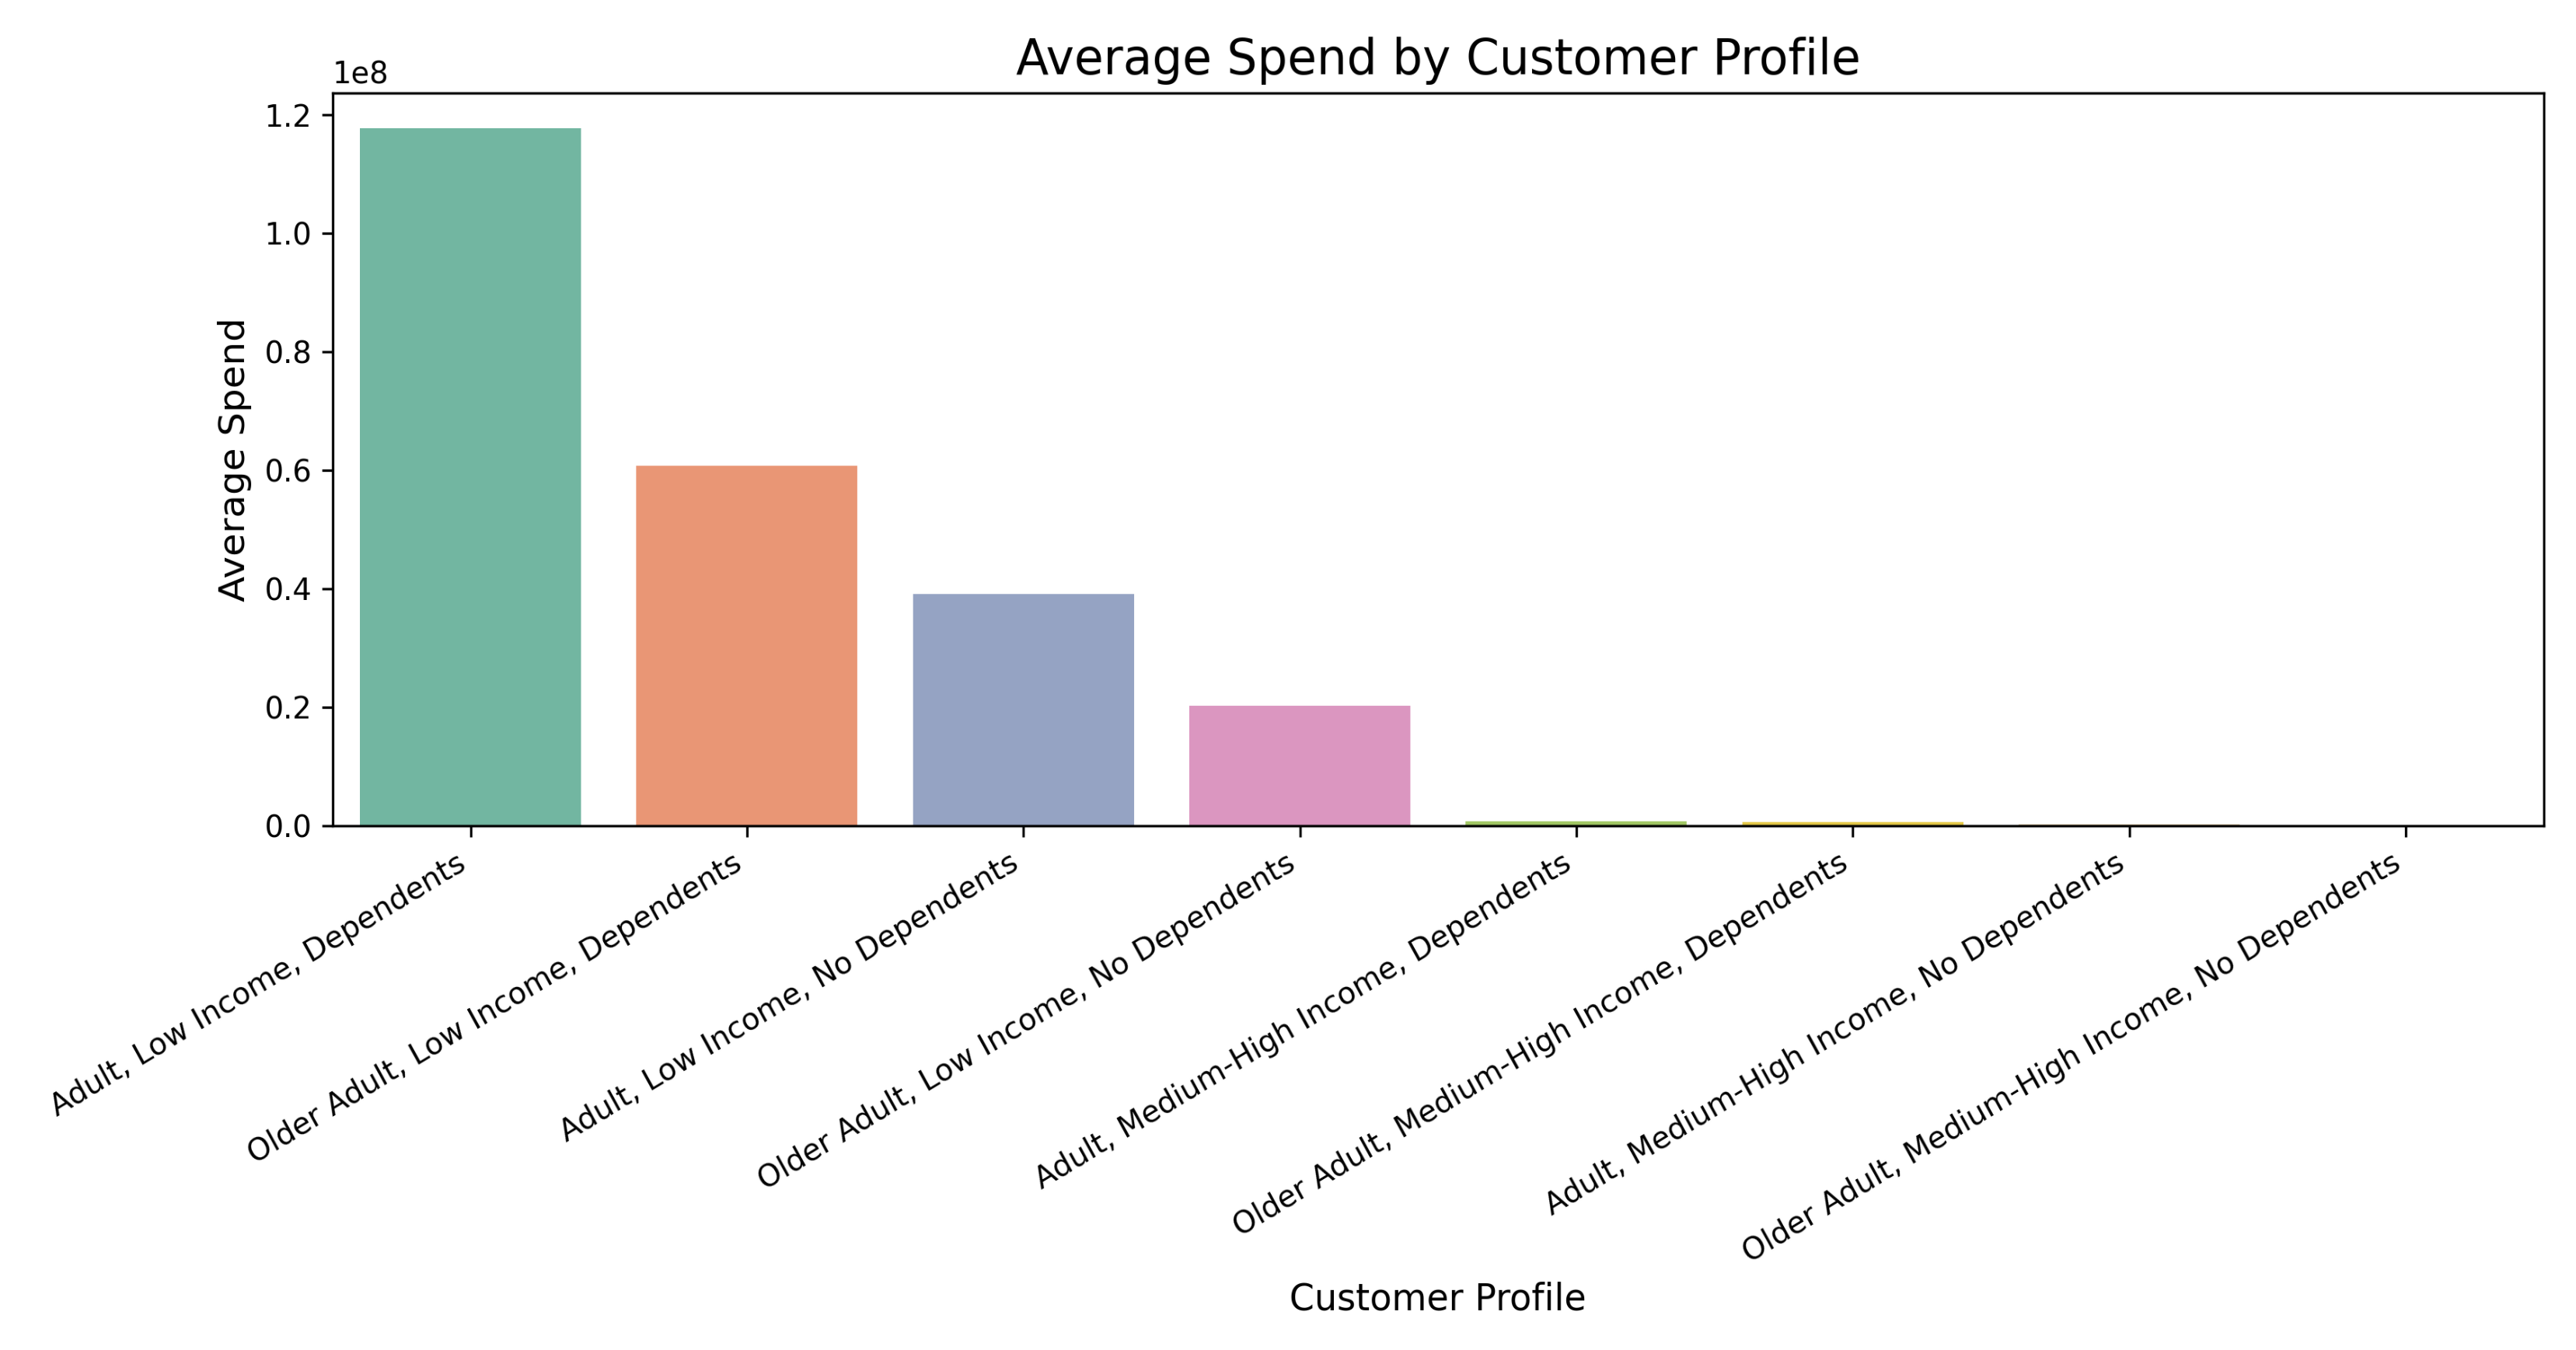 Average Spend by Customer Profile
1e8
1.2
1.0
0.8
0.6
0.4
0.2
0.0
Average Spend
Adult, Low Income, Dependents
Older Adult, Low Income, Dependents
Adult, Low Income, No Dependents
Older Adult, Low Income, No Dependents
Adult, Medium-High Income, Dependents
Older Adult, Medium-High Income, Dependents
Adult, Medium-High Income, No Dependents
Older Adult, Medium-High Income, No Dependents
Customer Profile